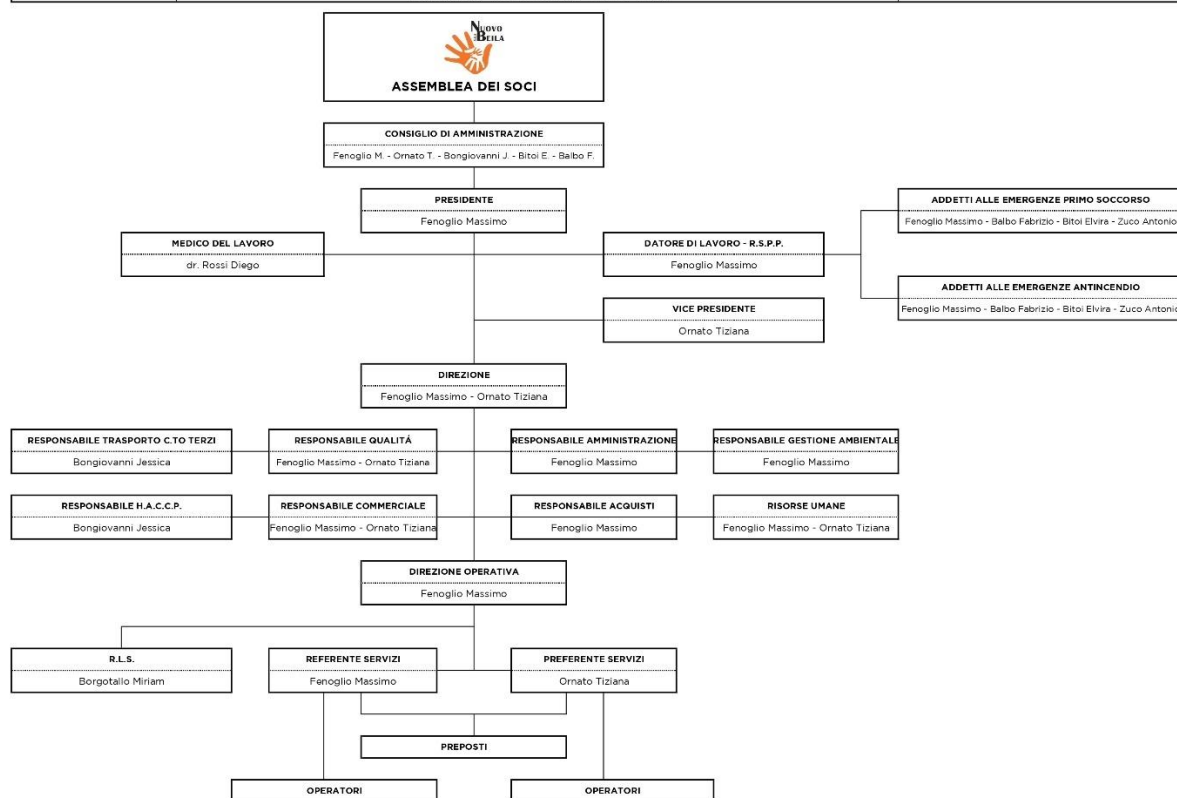 NUOVO
BEILA
ASSEMBLEA DEI SOCI
CONSIGLIO DI AMMINISTRAZIONE
Fenoglio M. - Ornato T. - Bongiovanni J. - Bitoi E. - Balbo F.
PRESIDENTE
Fenoglio Massimo
ADDETTI ALLE EMERGENZE PRIMO SOCCORSO
Fenoglio Massimo - Balbo Fabrizio - Bitoi Elvira - Zuco Antonio
MEDICO DEL LAVORO
dr. Rossi Diego
DATORE DI LAVORO - R.S.P.P.
Fenoglio Massimo
ADDETTI ALLE EMERGENZE ANTINCENDIO
Fenoglio Massimo - Balbo Fabrizio - Bitoi Elvira - Zuco Antonio
VICE PRESIDENTE
Ornato Tiziana
DIREZIONE
Fenoglio Massimo - Ornato Tiziana
RESPONSABILE TRASPORTO C.TO TERZI
Bongiovanni Jessica
RESPONSABILE QUALITÁ
Fenoglio Massimo - Ornato Tiziana
RESPONSABILE AMMINISTRAZIONE
Fenoglio Massimo
RESPONSABILE GESTIONE AMBIENTALE
Fenoglio Massimo
RESPONSABILE H.A.C.C.P.
Bongiovanni Jessica
RESPONSABILE COMMERCIALE
Fenoglio Massimo - Ornato Tiziana
RESPONSABILE ACQUISTI
Fenoglio Massimo
RISORSE UMANE
Fenoglio Massimo - Ornato Tiziana
DIREZIONE OPERATIVA
Fenoglio Massimo
R.L.S.
Borgotallo Miriam
REFERENTE SERVIZI
Fenoglio Massimo
PREFERENTE SERVIZI
Ornato Tiziana
PREPOSTI
OPERATORI
OPERATORI